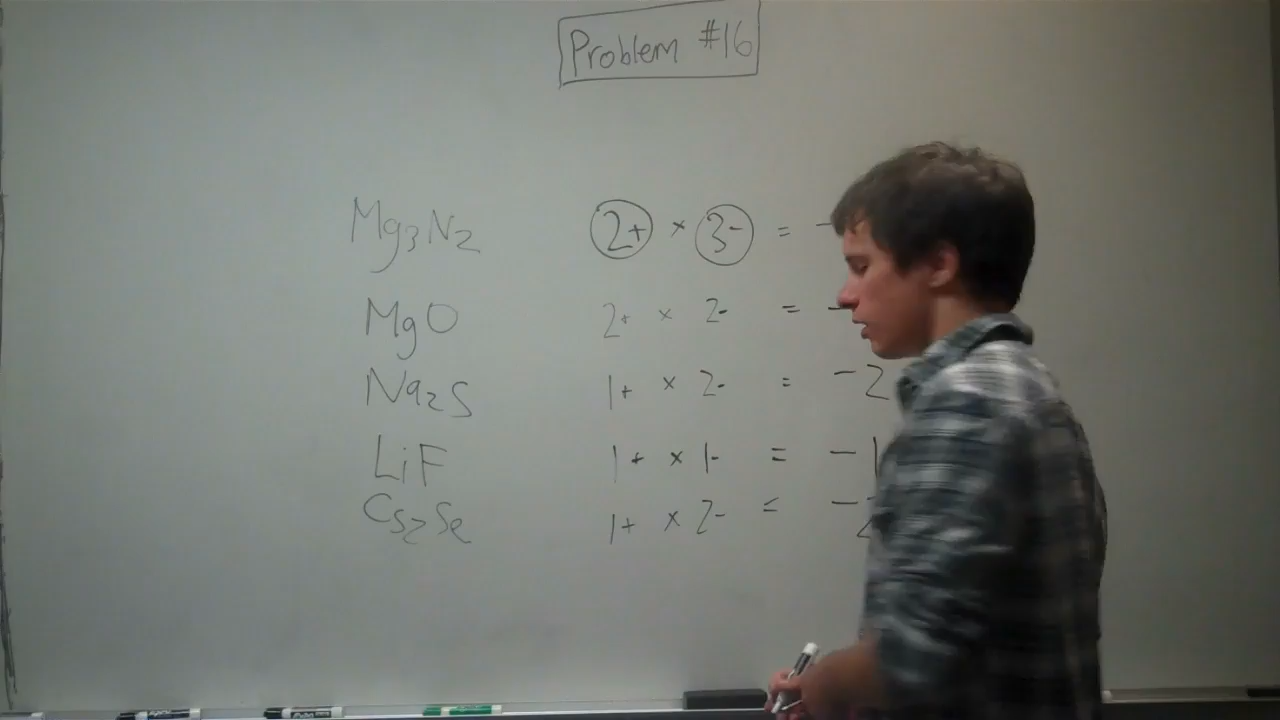 Problem #16
Mg3N2 2+ × 3- = -
MgO 2+ × 2- = -
Na2S 1+ × 2- = -2
LiF 1+ × 1- = -1
Cs2Se 1+ × 2- = -2